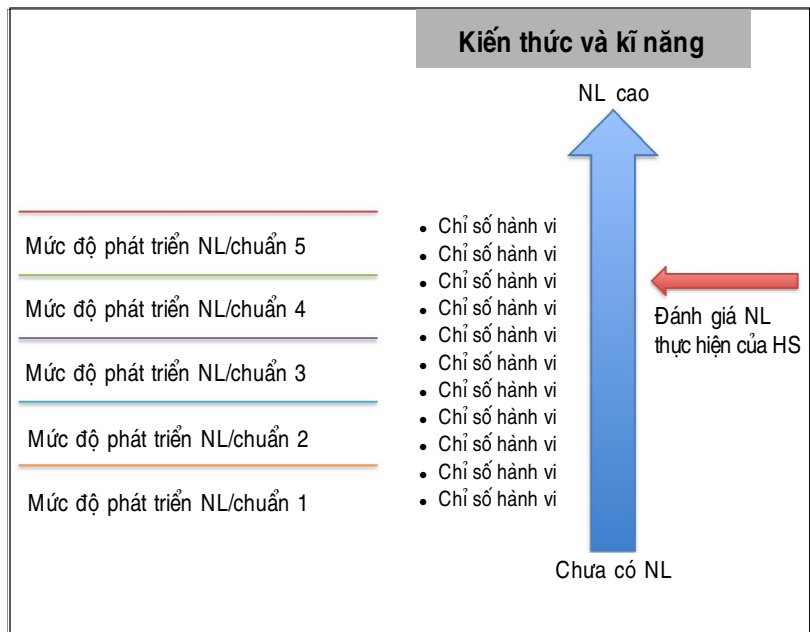 Kiến thức và kĩ năng
NL cao
Mức độ phát triển NL/chuẩn 5
Mức độ phát triển NL/chuẩn 4
Mức độ phát triển NL/chuẩn 3
Mức độ phát triển NL/chuẩn 2
Mức độ phát triển NL/chuẩn 1
• Chỉ số hành vi
• Chỉ số hành vi
• Chỉ số hành vi
• Chỉ số hành vi
• Chỉ số hành vi
• Chỉ số hành vi
• Chỉ số hành vi
• Chỉ số hành vi
• Chỉ số hành vi
• Chỉ số hành vi
• Chỉ số hành vi
Đánh giá NL
thực hiện của HS
Chưa có NL